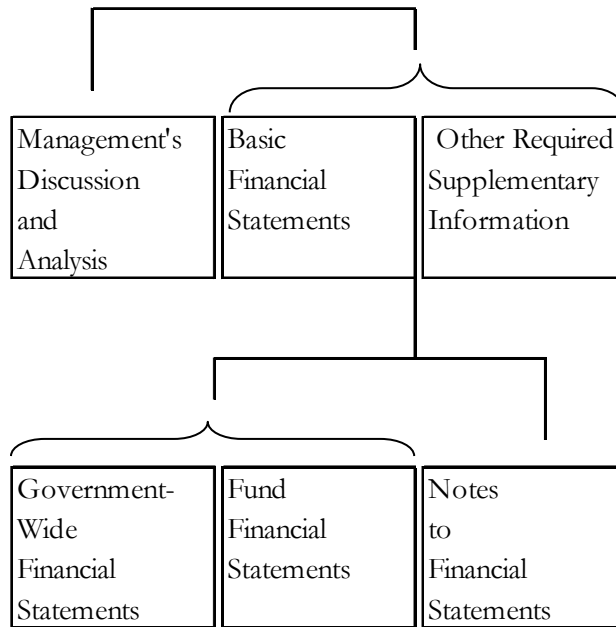 Management's
Discussion
and
Analysis
Basic
Financial
Statements
Other Required
Supplementary
Information
Government-
Wide
Financial
Statements
Fund
Financial
Statements
Notes
to
Financial
Statements